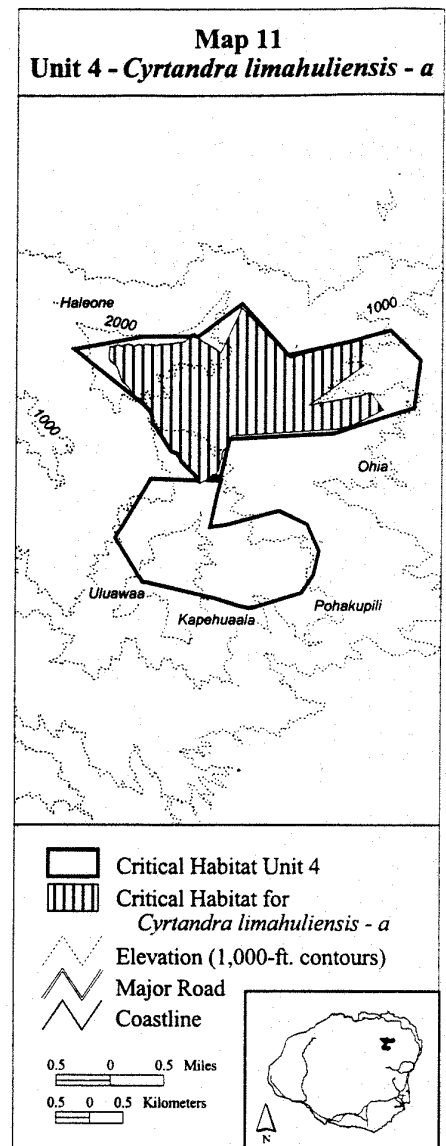 Map 11
Unit 4 - Cyrtandra limahuliensis - a
Haleone
2000
1000
1000
Ohia
Uluawaa
Kapehuaala
Pohakupili
Critical Habitat Unit 4
Critical Habitat for
Cyrtandra limahuliensis - a
Elevation (1,000-ft. contours)
Major Road
Coastline
0.5 0 0.5 Miles
0.5 0 0.5 Kilometers
N